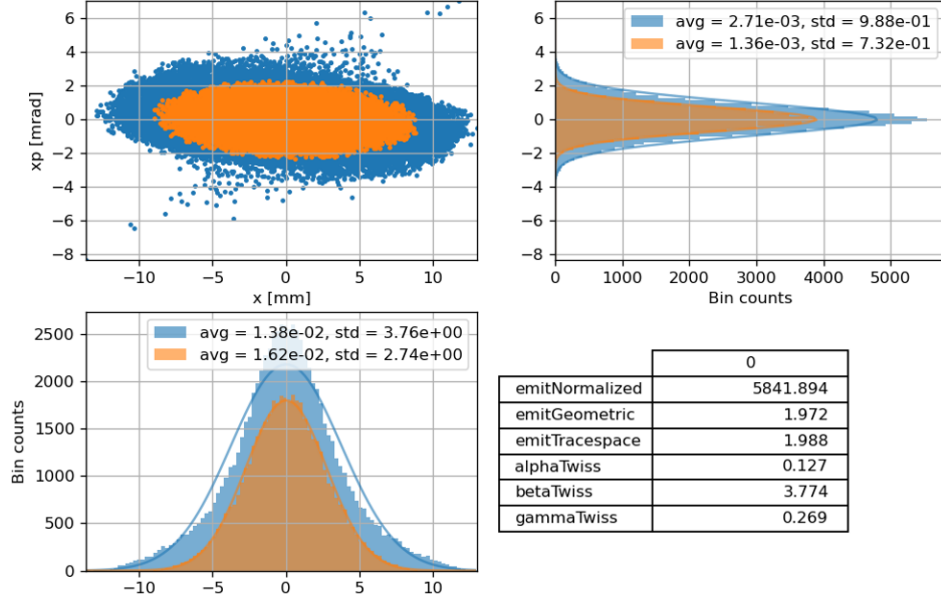 6
4
2
0
−2
−4
−6
−8
xp [mrad]
−10 −5 0 5 10
x [mm]
avg = 2.71e-03, std = 9.88e-01
avg = 1.36e-03, std = 7.32e-01
6
4
2
0
−2
−4
−6
−8
0 1000 2000 3000 4000 5000
Bin counts
avg = 1.38e-02, std = 3.76e+00
avg = 1.62e-02, std = 2.74e+00
2500
2000
1500
1000
500
0
Bin counts
−10 −5 0 5 10
0
emitNormalized 5841.894
emitGeometric 1.972
emitTracespace 1.988
alphaTwiss 0.127
betaTwiss 3.774
gammaTwiss 0.269